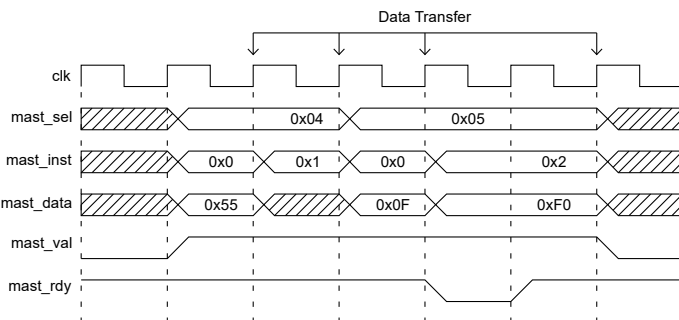 Data Transfer
clk
mast_sel 0x04 0x05
mast_inst 0x0 0x1 0x0 0x2
mast_data 0x55 0x0F 0xF0
mast_val
mast_rdy